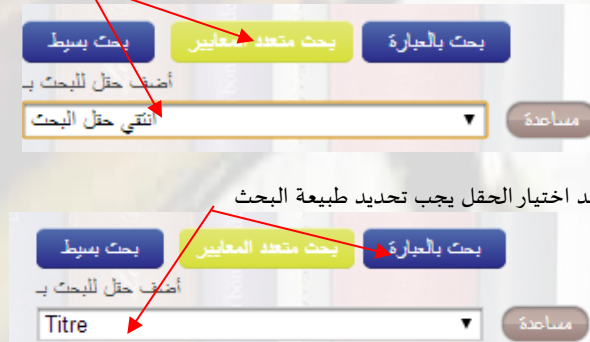 بحث بالعبارة بحث متعدد المعايير بحث بسيط
أضف حقل للبحث بـ
انتقي حقل البحث مساعدة
اختيار الحقل يجب تحديد طبيعة البحث
بحث بالعبارة بحث متعدد المعايير بحث بسيط
أضف حقل للبحث بـ
Titre مساعدة